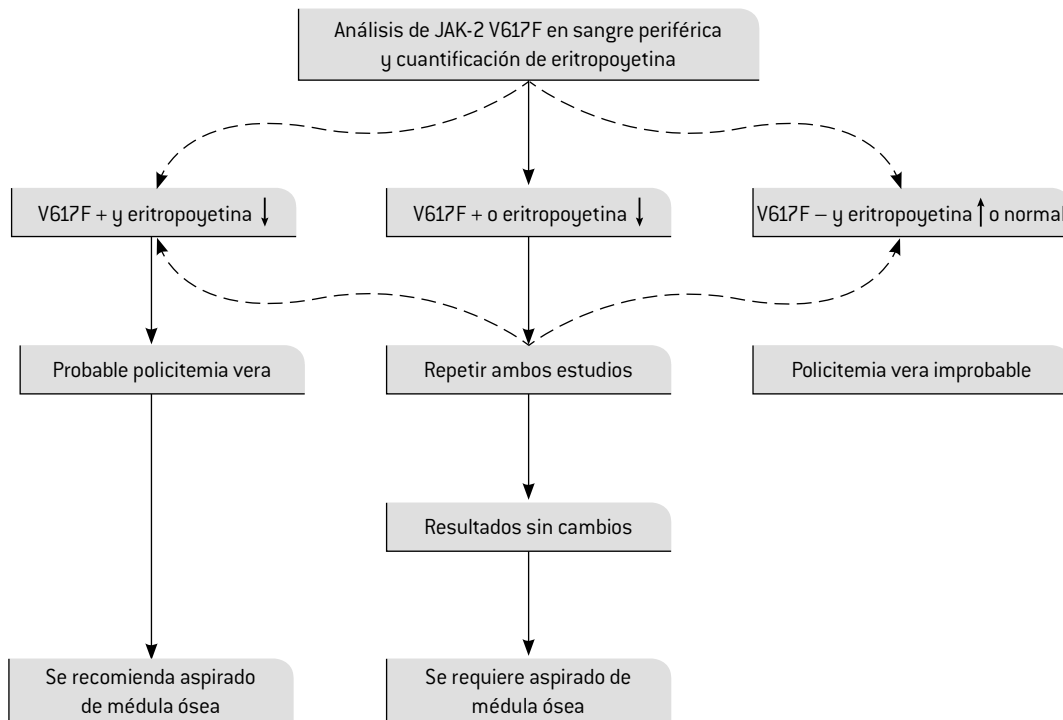 Análisis de JAK-2 V617F en sangre periférica
y cuantificación de eritropoyetina
V617F + y eritropoyetina ↓
V617F + o eritropoyetina ↓
V617F – y eritropoyetina ↑ o normal
Probable policitemia vera
Repetir ambos estudios
Policitemia vera improbable
Resultados sin cambios
Se recomienda aspirado
de médula ósea
Se requiere aspirado de
médula ósea